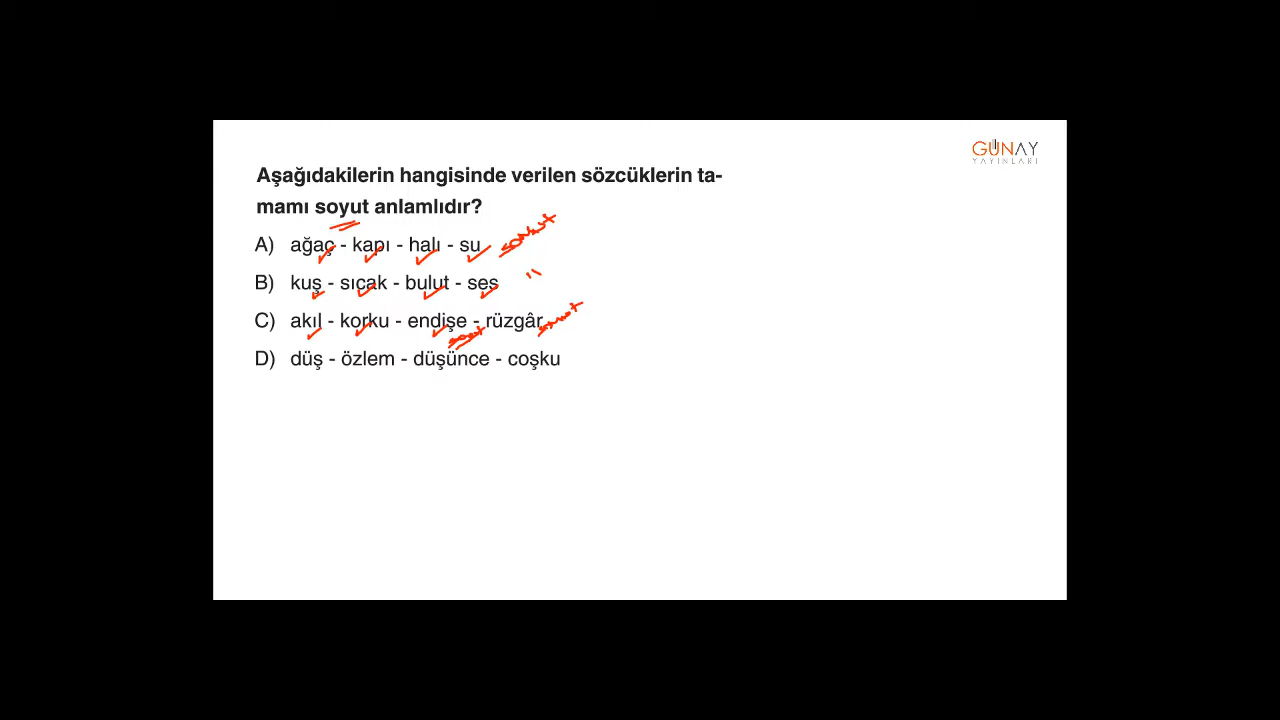 GÜNAY
YAYINLARI
Aşağıdakilerin hangisinde verilen sözcüklerin ta-
mamı soyut anlamlıdır?
A) ağaç - kapı - halı - su somut
B) kuş - sıcak - bulut - ses "
C) akıl - korku - endişe - rüzgâr somut
soyut
D) düş - özlem - düşünce - coşku